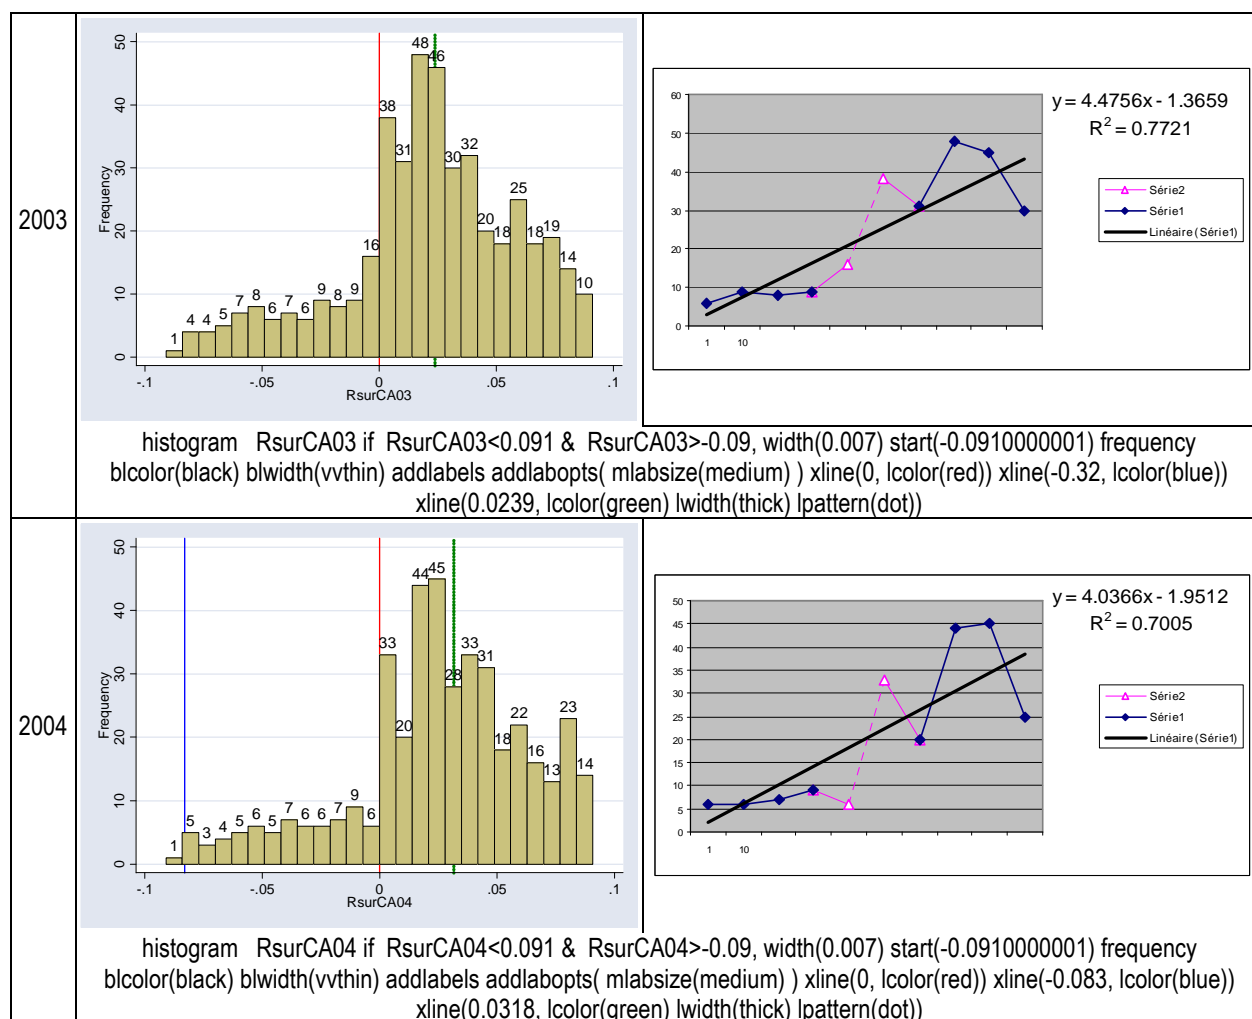 2003
50
40
30
20
10
0
Frequency
1 4 4 5 7 8 6 7 6 9 8 9 16 38 31 48 46 30 32 20 18 25 18 19 14 10
-.1 -.05 0 .05 .1
RsurCA03
60
50
40
30
20
10
0
1 10
y = 4.4756x - 1.3659
R² = 0.7721
Série2
Série1
Linéaire (Série1)
histogram RsurCA03 if RsurCA03<0.091 & RsurCA03>-0.09, width(0.007) start(-0.0910000001) frequency
blcolor(black) blwidth(vvthin) addlabels addlabopts( mlabsize(medium) ) xline(0, lcolor(red)) xline(-0.32, lcolor(blue))
xline(0.0239, lcolor(green) lwidth(thick) lpattern(dot))
2004
50
40
30
20
10
0
Frequency
1 5 3 4 5 6 5 7 6 6 7 9 6 33 20 44 45 28 33 31 18 22 16 13 23 14
-.1 -.05 0 .05 .1
RsurCA04
50
45
40
35
30
25
20
15
10
5
0
1 10
y = 4.0366x - 1.9512
R² = 0.7005
Série2
Série1
Linéaire (Série1)
histogram RsurCA04 if RsurCA04<0.091 & RsurCA04>-0.09, width(0.007) start(-0.0910000001) frequency
blcolor(black) blwidth(vvthin) addlabels addlabopts( mlabsize(medium) ) xline(0, lcolor(red)) xline(-0.083, lcolor(blue))
xline(0.0318, lcolor(green) lwidth(thick) lpattern(dot))